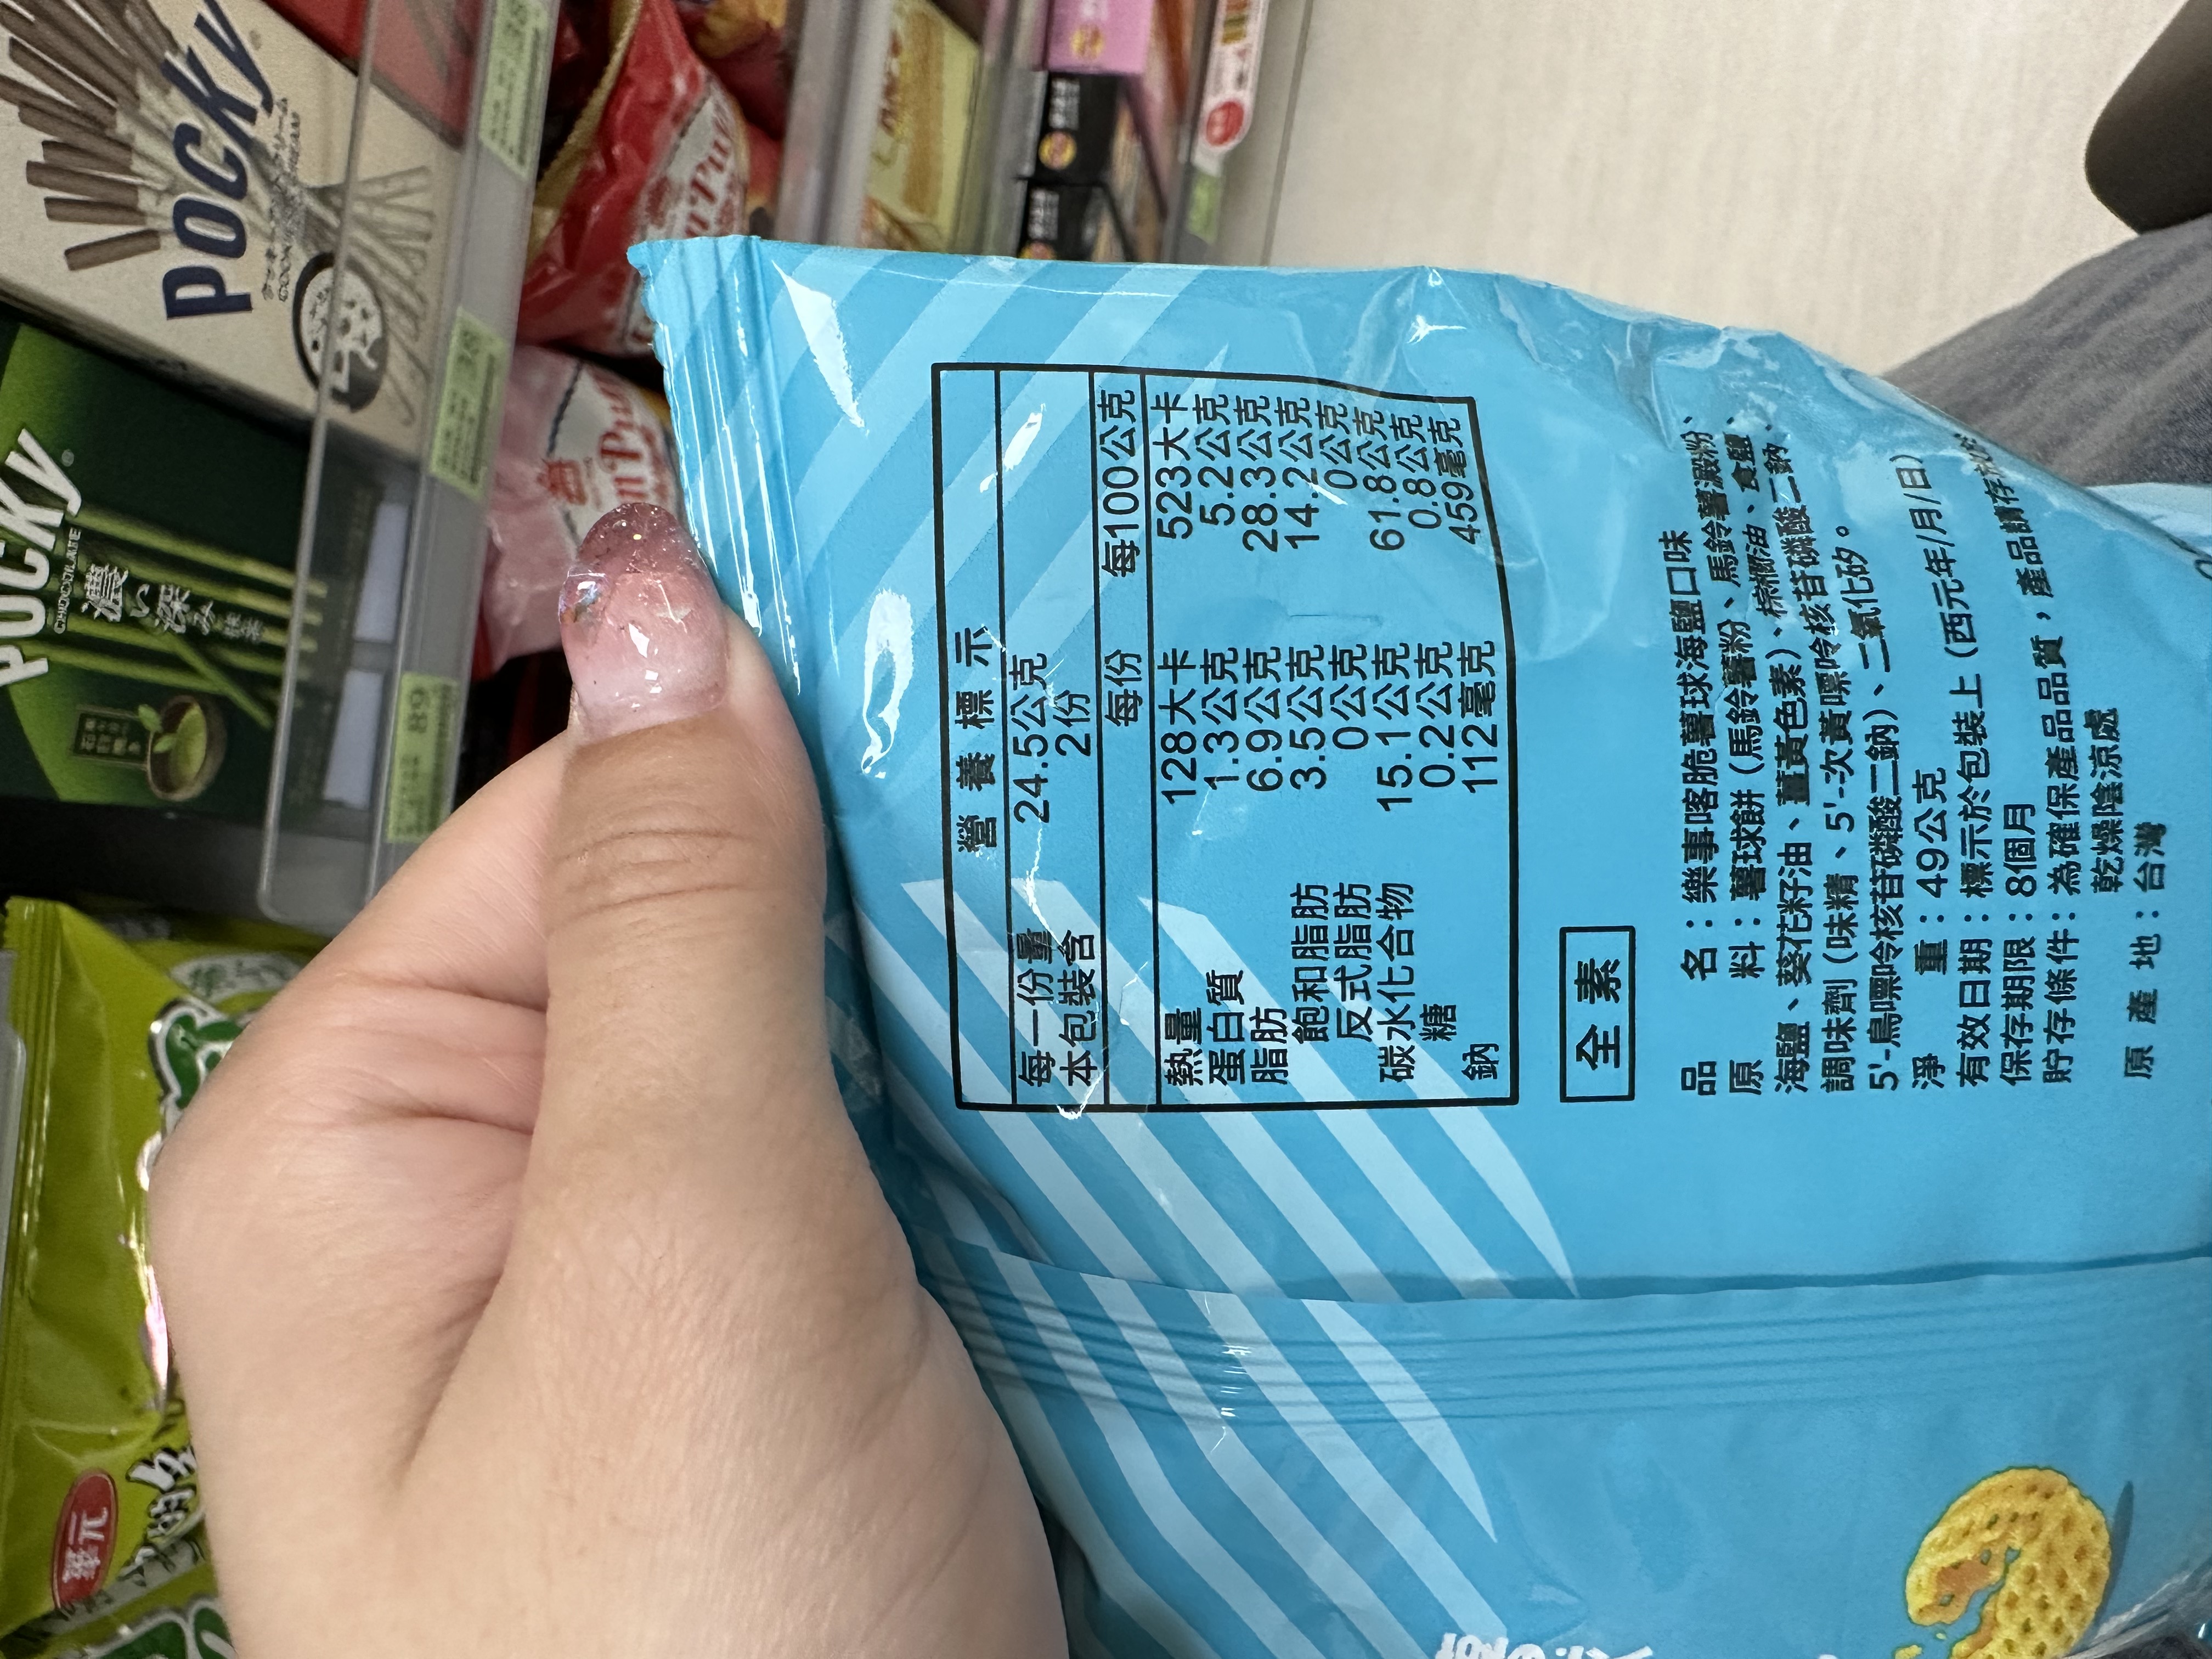 華元
POCKY
CHOCOLATE
濃い深み
抹茶
POCKY
COOKIES & CREAM
89
38
38
營養標示
每一份量 24.5公克
本包裝含 2份
每份 每100公克
熱量 128大卡 523大卡
蛋白質 1.3公克 5.2公克
脂肪 6.9公克 28.3公克
飽和脂肪 3.5公克 14.2公克
反式脂肪 0公克 0公克
碳水化合物 15.1公克 61.8公克
糖 0.2公克 0.8公克
鈉 112毫克 459毫克
全素
品 名：樂事喀脆薯球海鹽口味
原 料：薯球餅（馬鈴薯粉、馬鈴薯澱粉、
海鹽、葵花籽油、薑黃色素）、棕櫚油、食鹽、
調味劑（味精、5'-次黃嘌呤核苷磷酸二鈉、
5'-鳥嘌呤核苷磷酸二鈉）、二氧化矽。
淨 重：49公克
有效日期：標示於包裝上（西元年/月/日）
保存期限：8個月
貯存條件：為確保產品品質，產品請存放於
乾燥陰涼處
原產地：台灣